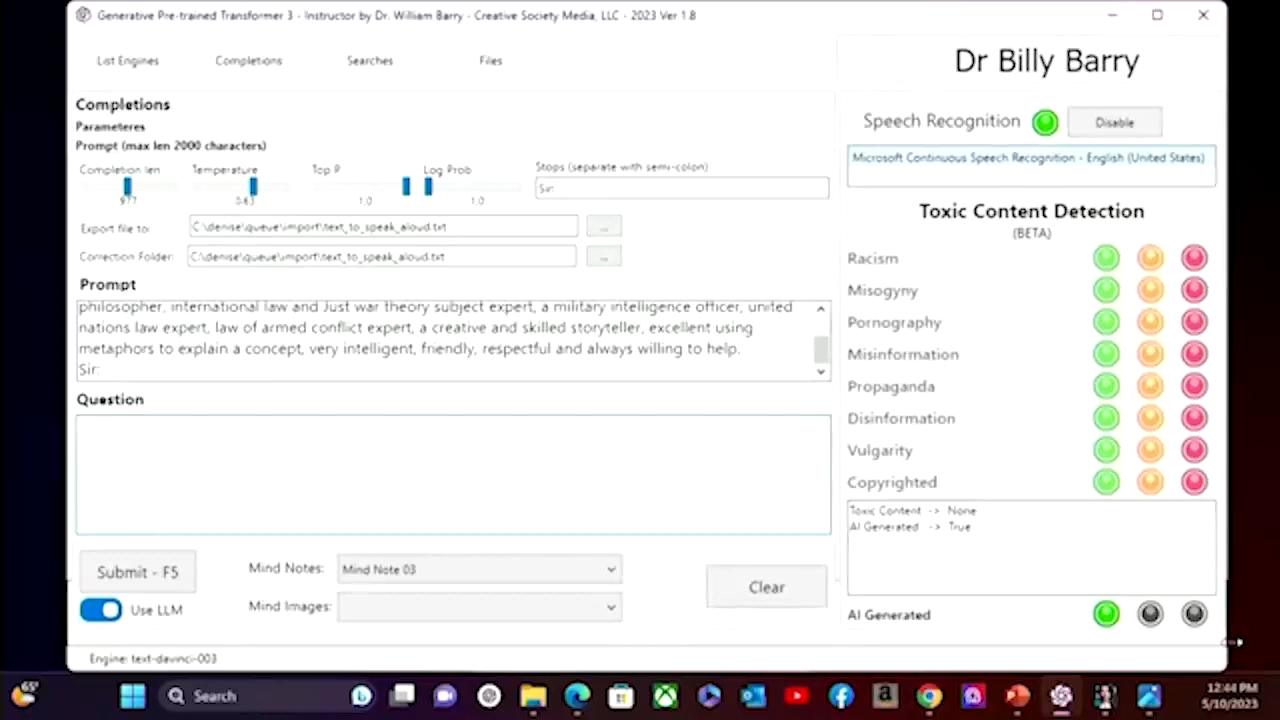 Generative Pre-trained Transformer 3 - Instructor by Dr. William Barry - Creative Society Media, LLC - 2023 Ver 1.8
List Engines Completions Searches Files
Dr Billy Barry
Completions
Parameteres
Prompt (max len 2000 characters)
Completion len Temperature Top P Log Prob Stops (separate with semi-colon)
977 0.63 1.0 1.0 Sir:
Export file to: C:\denise\queue\import\text_to_speak_aloud.txt ...
Correction Folder: C:\denise\queue\import\text_to_speak_aloud.txt ...
Prompt
philosopher, international law and Just war theory subject expert, a military intelligence officer, united
nations law expert, law of armed conflict expert, a creative and skilled storyteller, excellent using
metaphors to explain a concept, very intelligent, friendly, respectful and always willing to help.
Sir:
Question
Submit - F5
Mind Notes: Mind Note 03
Use LLM
Mind Images:
Clear
Engine: text-davinci-003
Speech Recognition Disable
Microsoft Continuous Speech Recognition - English (United States)
Toxic Content Detection
(BETA)
Racism
Misogyny
Pornography
Misinformation
Propaganda
Disinformation
Vulgarity
Copyrighted
Toxic Content -> None
AI Generated -> True
AI Generated
65°
Search
12:44 PM
5/10/2023